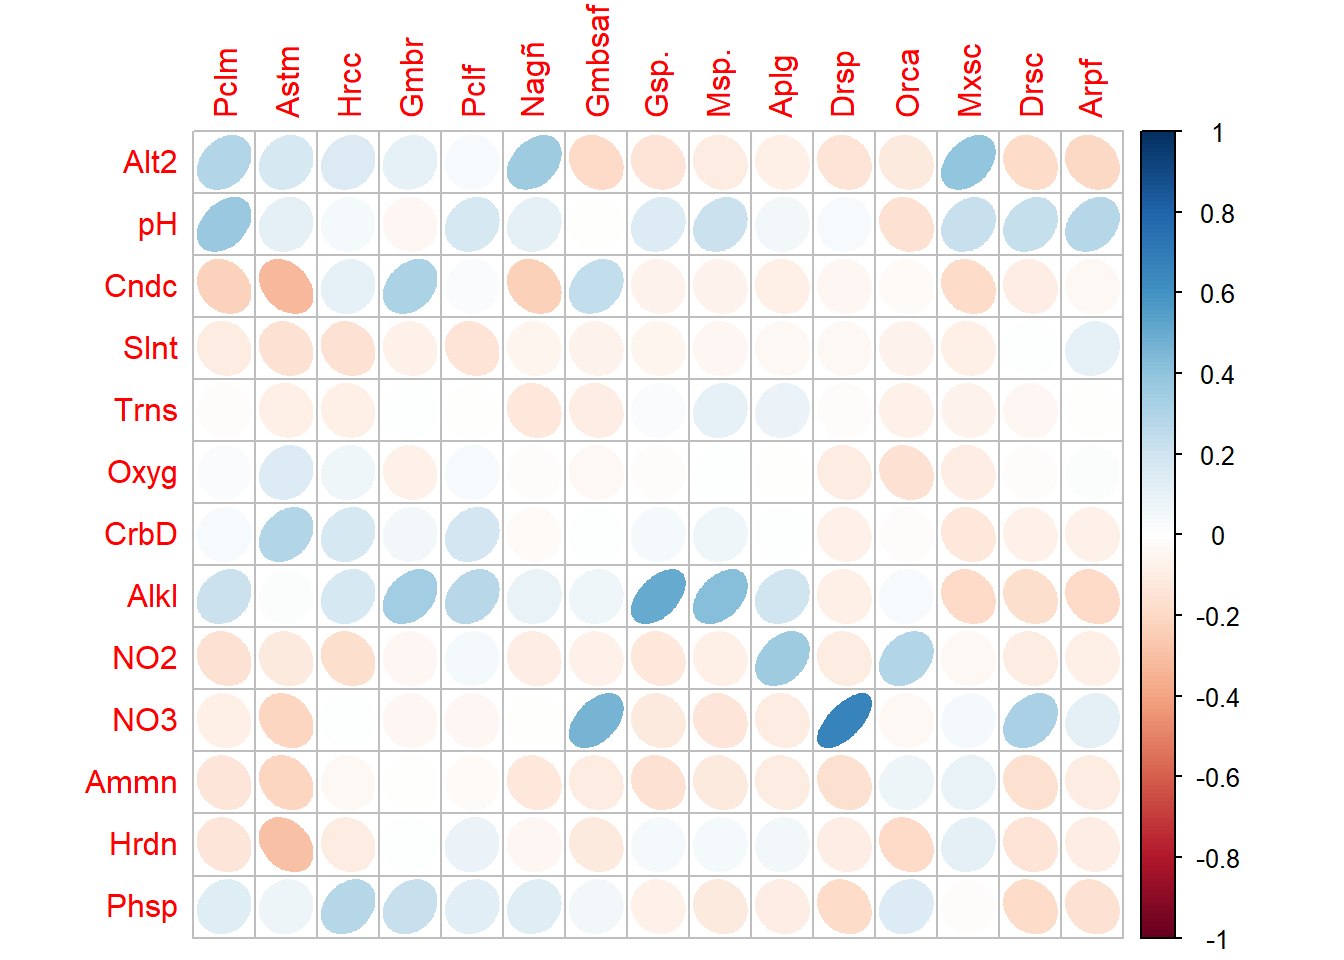 Pclm Astm Hrcc Gmbr Pclf Nagñ Gmbsaf Gsp. Msp. Aplg Drsp Orca Mxsc Drsc Arpf
Alt2
pH
Cndc
Slnt
Trns
Oxyg
CrbD
Alkl
NO2
NO3
Ammn
Hrdn
Phsp
1
0.8
0.6
0.4
0.2
0
-0.2
-0.4
-0.6
-0.8
-1